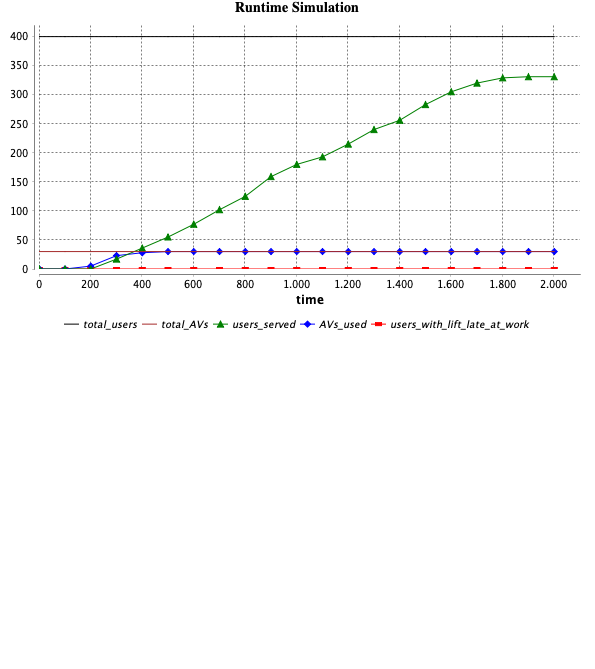 Runtime Simulation
400
350
300
250
200
150
100
50
0
0 200 400 600 800 1.000 1.200 1.400 1.600 1.800 2.000
time
total_users total_AVs users_served AVs_used users_with_lift_late_at_work